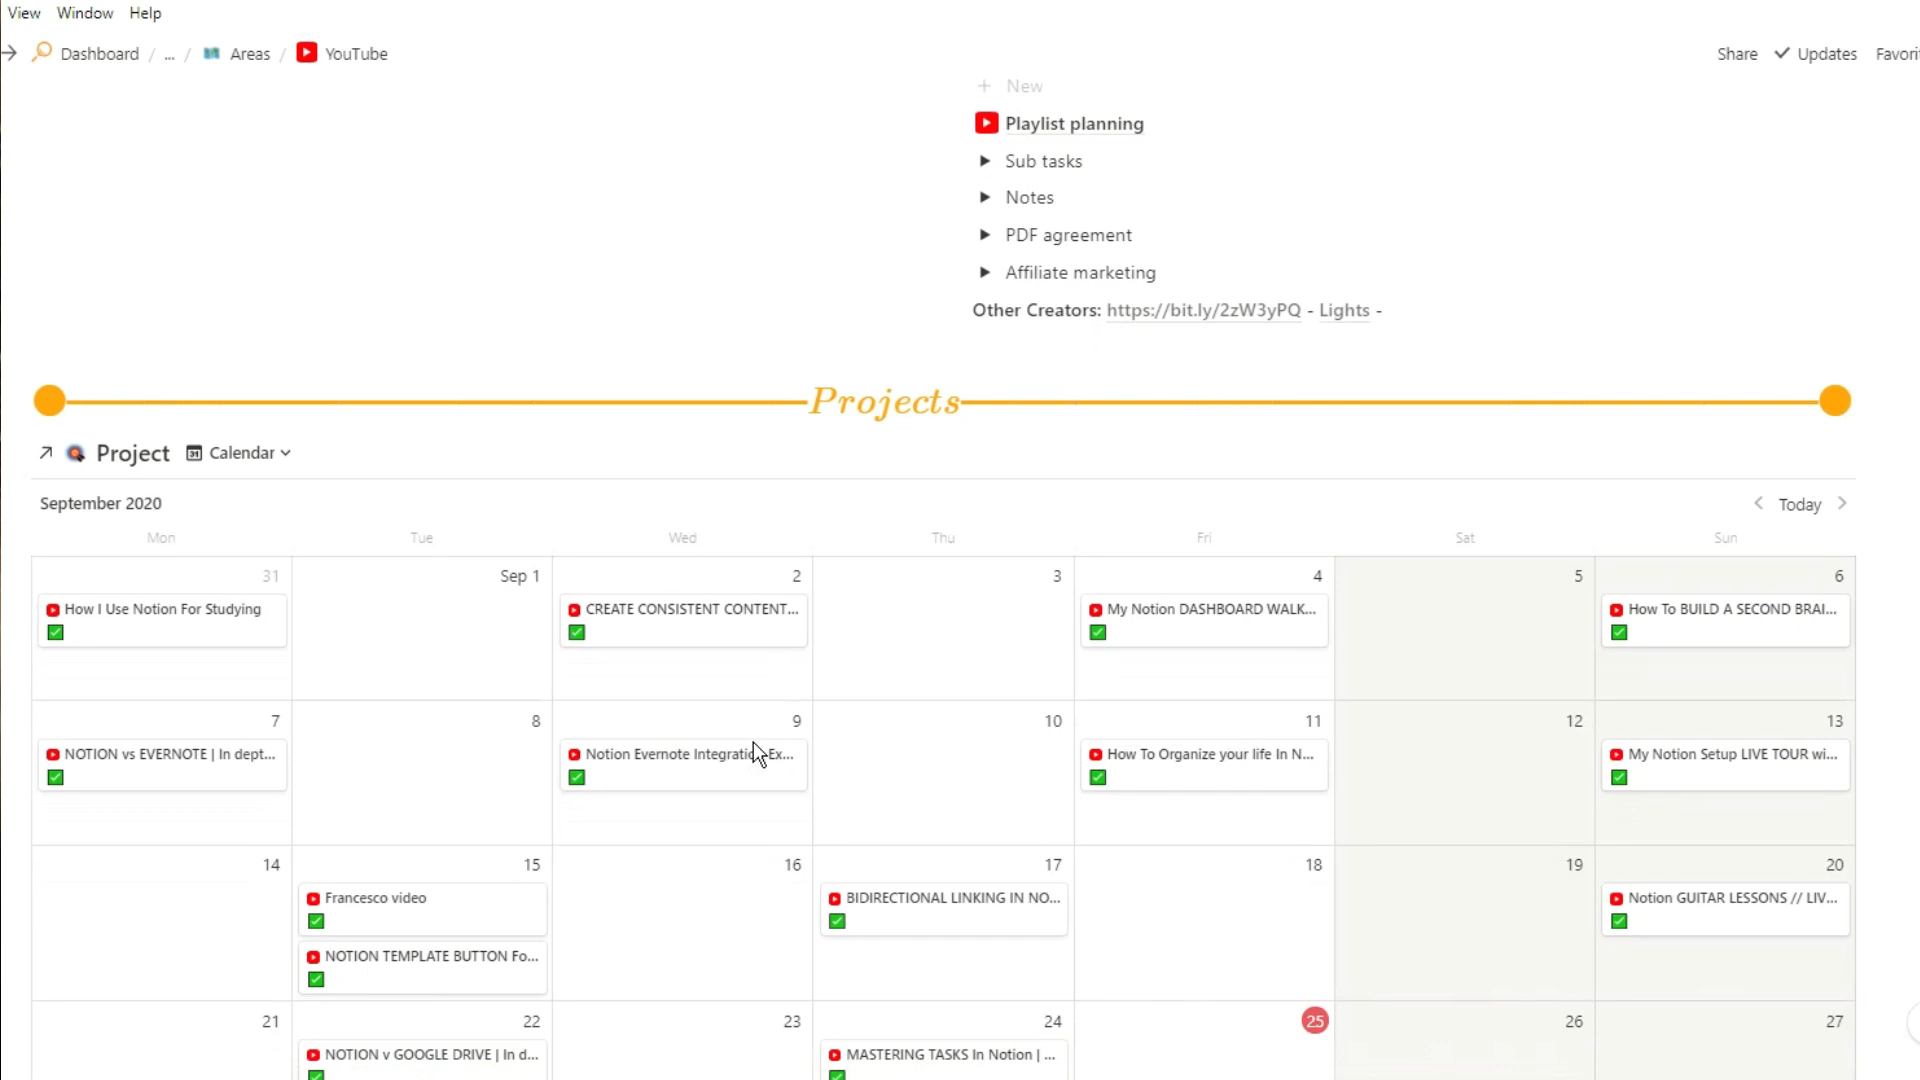 View Window Help
Dashboard / ... / Areas / YouTube
Share Updates Favori
New
Playlist planning
Sub tasks
Notes
PDF agreement
Affiliate marketing
Other Creators: https://bit.ly/2zW3yPQ - Lights -
Projects
Project Calendar
September 2020
Today
Mon Tue Wed Thu Fri Sat Sun
31 Sep 1 2 3 4 5 6
How I Use Notion For Studying
CREATE CONSISTENT CONTENT...
My Notion DASHBOARD WALK...
How To BUILD A SECOND BRAI...
7 8 9 10 11 12 13
NOTION vs EVERNOTE | In dept...
Notion Evernote Integratio Ex...
How To Organize your life In N...
My Notion Setup LIVE TOUR wi...
14 15 16 17 18 19 20
Francesco video
BIDIRECTIONAL LINKING IN NO...
Notion GUITAR LESSONS // LIV...
NOTION TEMPLATE BUTTON Fo...
21 22 23 24 25 26 27
NOTION v GOOGLE DRIVE | In d...
MASTERING TASKS In Notion | ...